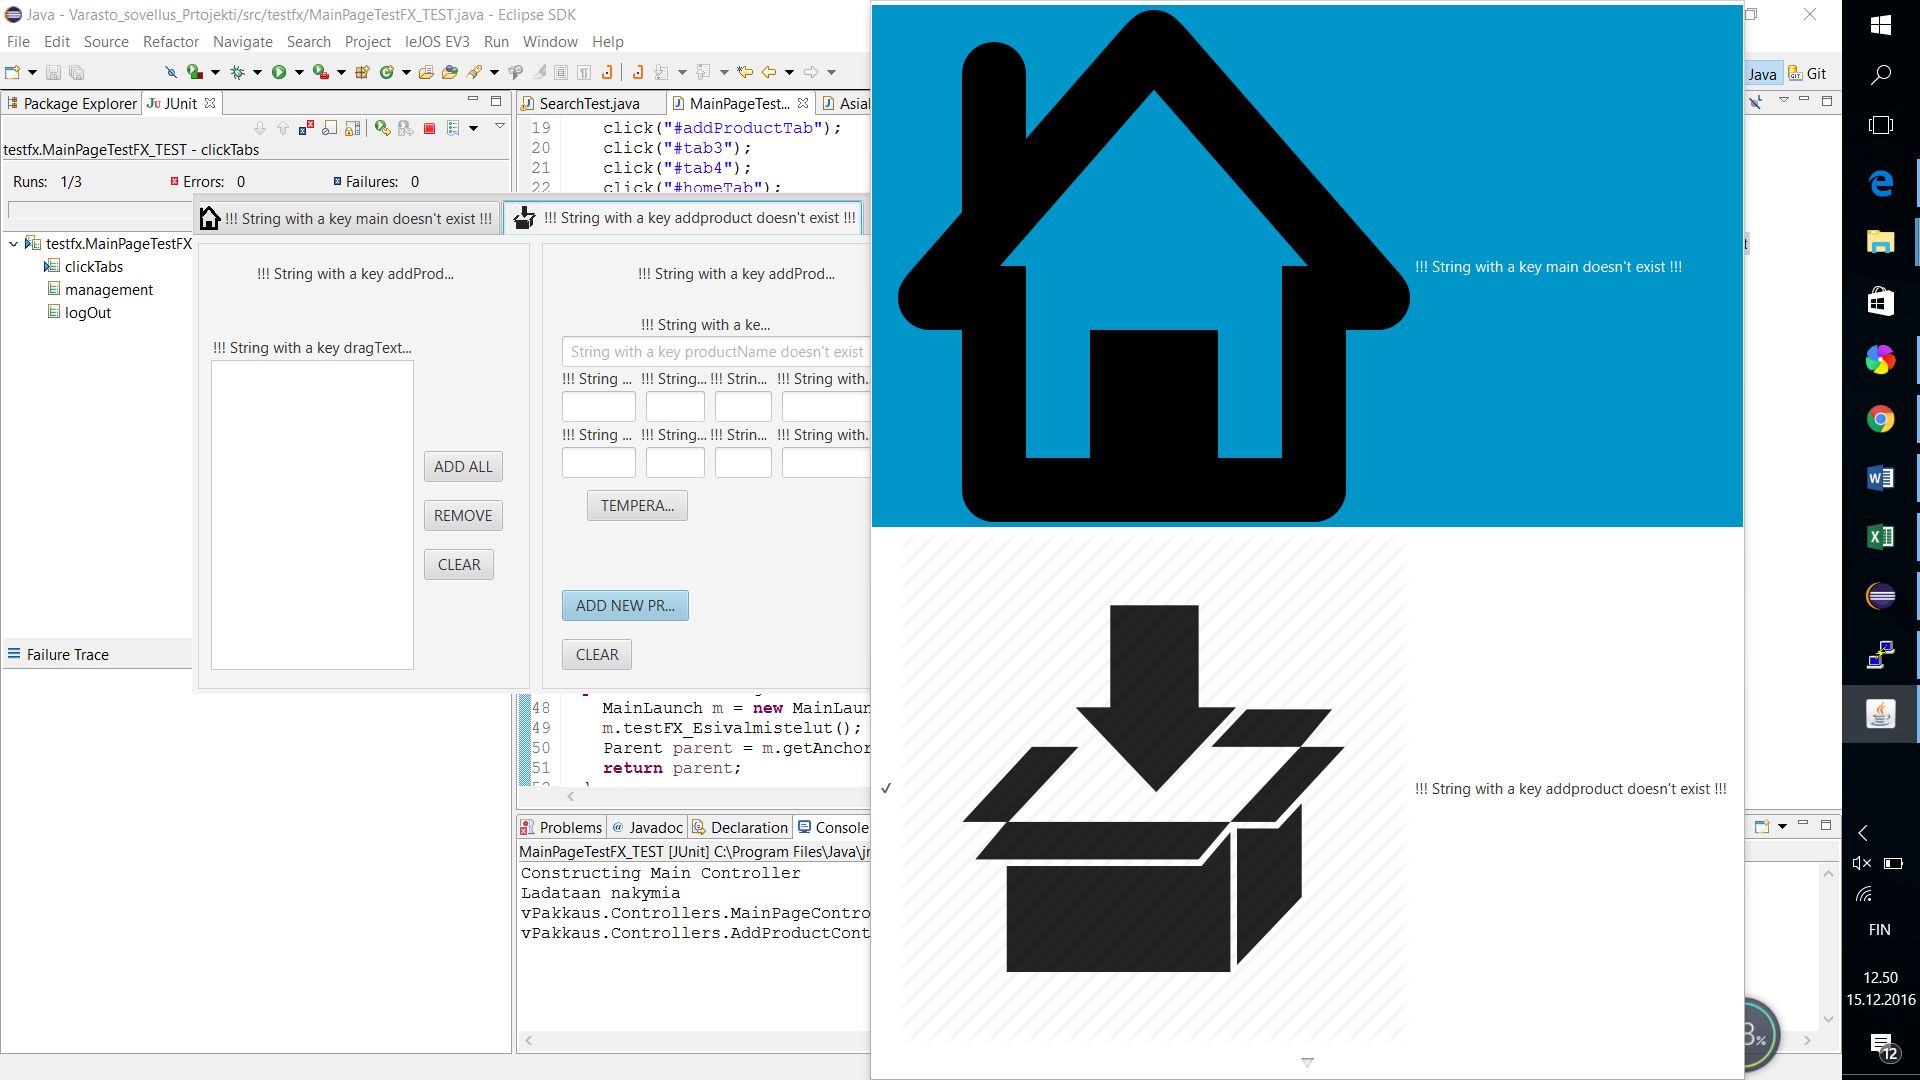 Java - Varasto_sovellus_Prtojekti/src/testfx/MainPageTestFX_TEST.java - Eclipse SDK
File Edit Source Refactor Navigate Search Project leJOS EV3 Run Window Help
Java Git
Package Explorer JUnit
SearchTest.java MainPageTest... Asial
testfx.MainPageTestFX_TEST - clickTabs
Runs: 1/3 Errors: 0 Failures: 0
19 click("#addProductTab");
20 click("#tab3");
21 click("#tab4");
22 click("#homeTab");
testfx.MainPageTestFX
clickTabs
management
logOut
Failure Trace
!!! String with a key main doesn't exist !!! !!! String with a key addproduct doesn't exist !!!
!!! String with a key addProd...
!!! String with a key dragText...
ADD ALL
REMOVE
CLEAR
!!! String with a key addProd...
!!! String with a ke...
String with a key productName doesn't exist
!!! String ... !!! String... !!! Strin... !!! String with..
!!! String ... !!! String... !!! Strin... !!! String with..
TEMPERA...
ADD NEW PR...
CLEAR
48 MainLaunch m = new MainLaun
49 m.testFX_Esivalmistelut();
50 Parent parent = m.getAnchor
51 return parent;
Problems Javadoc Declaration Console
MainPageTestFX_TEST [JUnit] C:\Program Files\Java\jr
Constructing Main Controller
Ladataan nakymia
vPakkaus.Controllers.MainPageContro
vPakkaus.Controllers.AddProductCont
!!! String with a key main doesn't exist !!!
!!! String with a key addproduct doesn't exist !!!
FIN
12.50
15.12.2016
12